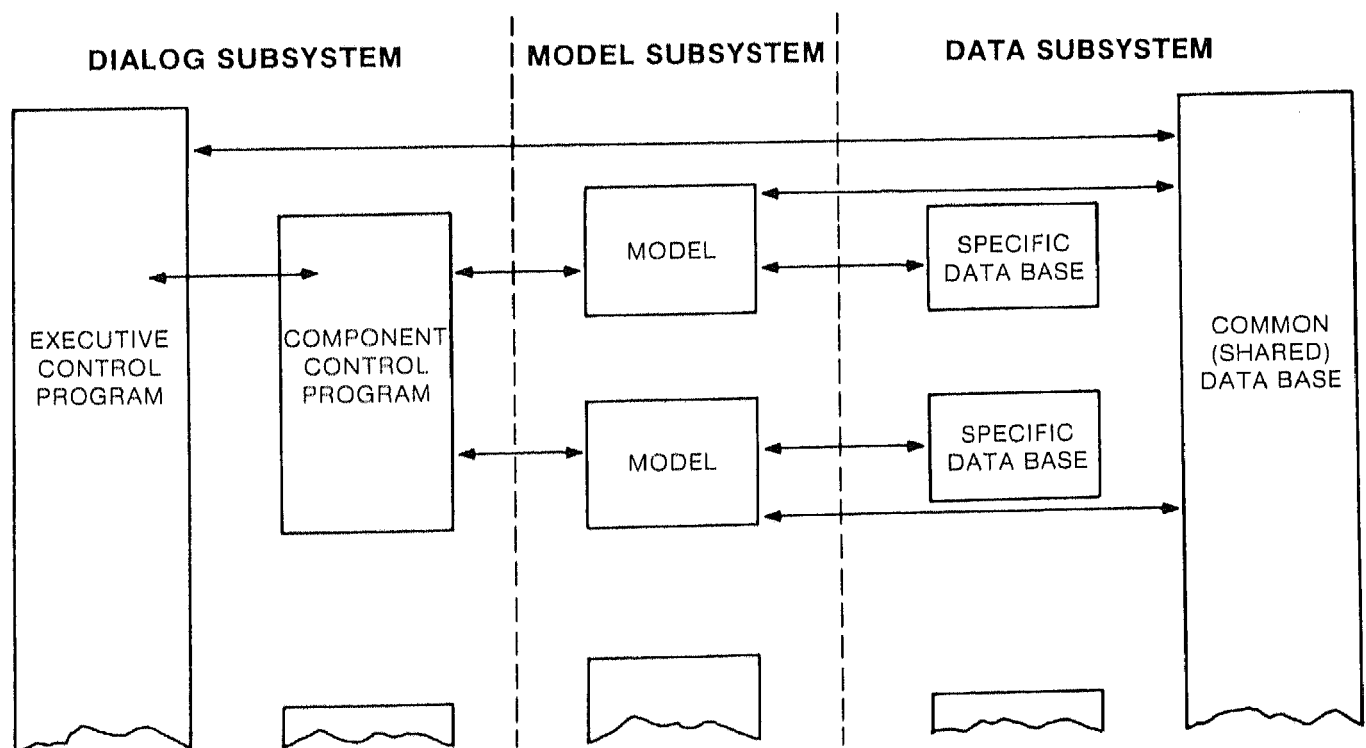 DIALOG SUBSYSTEM
MODEL SUBSYSTEM
DATA SUBSYSTEM
EXECUTIVE
CONTROL
PROGRAM
COMPONENT
CONTROL
PROGRAM
MODEL
MODEL
SPECIFIC
DATA BASE
SPECIFIC
DATA BASE
COMMON
(SHARED)
DATA BASE